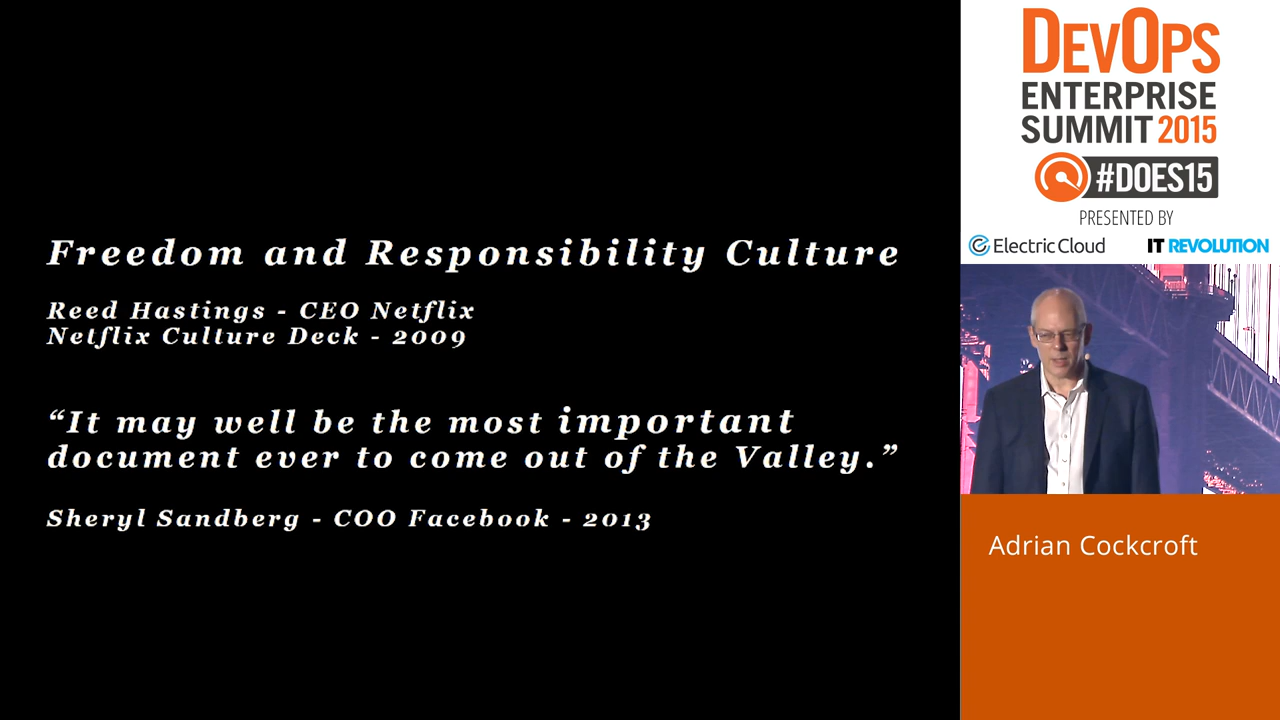 Freedom and Responsibility Culture
Reed Hastings - CEO Netflix
Netflix Culture Deck - 2009
“It may well be the most important
document ever to come out of the Valley.”
Sheryl Sandberg - COO Facebook - 2013
DEVOPS
ENTERPRISE
SUMMIT 2015
#DOES15
PRESENTED BY
Electric Cloud
IT REVOLUTION
Adrian Cockcroft